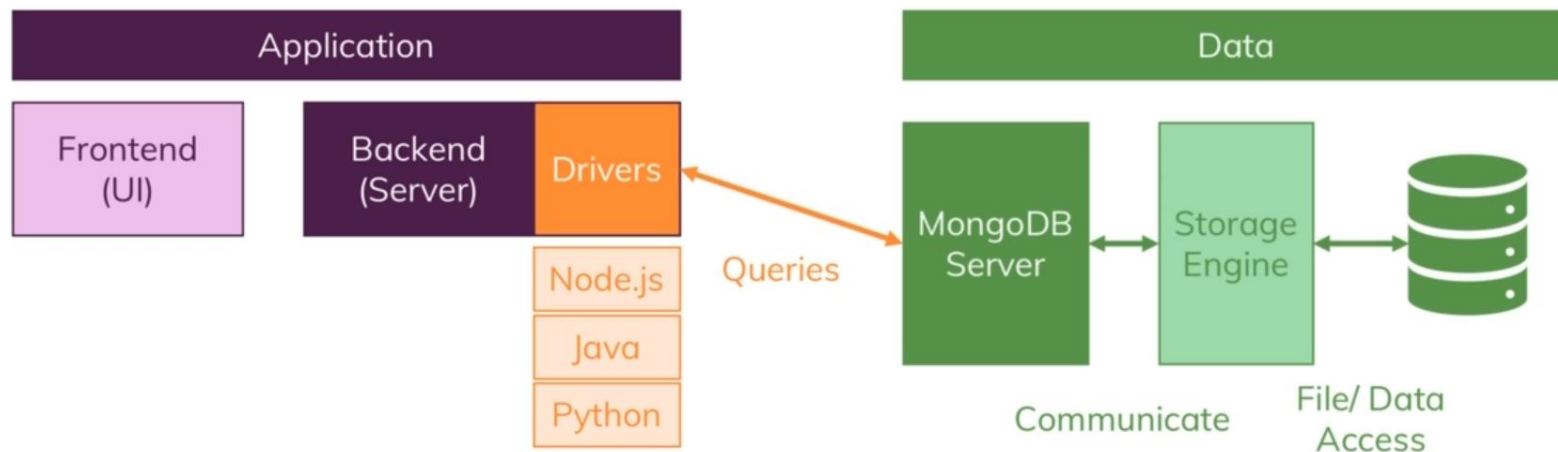 Application
Data
Frontend
(UI)
Backend
(Server)
Drivers
Node.js
Java
Python
Queries
MongoDB
Server
Storage
Engine
Communicate
File/ Data
Access